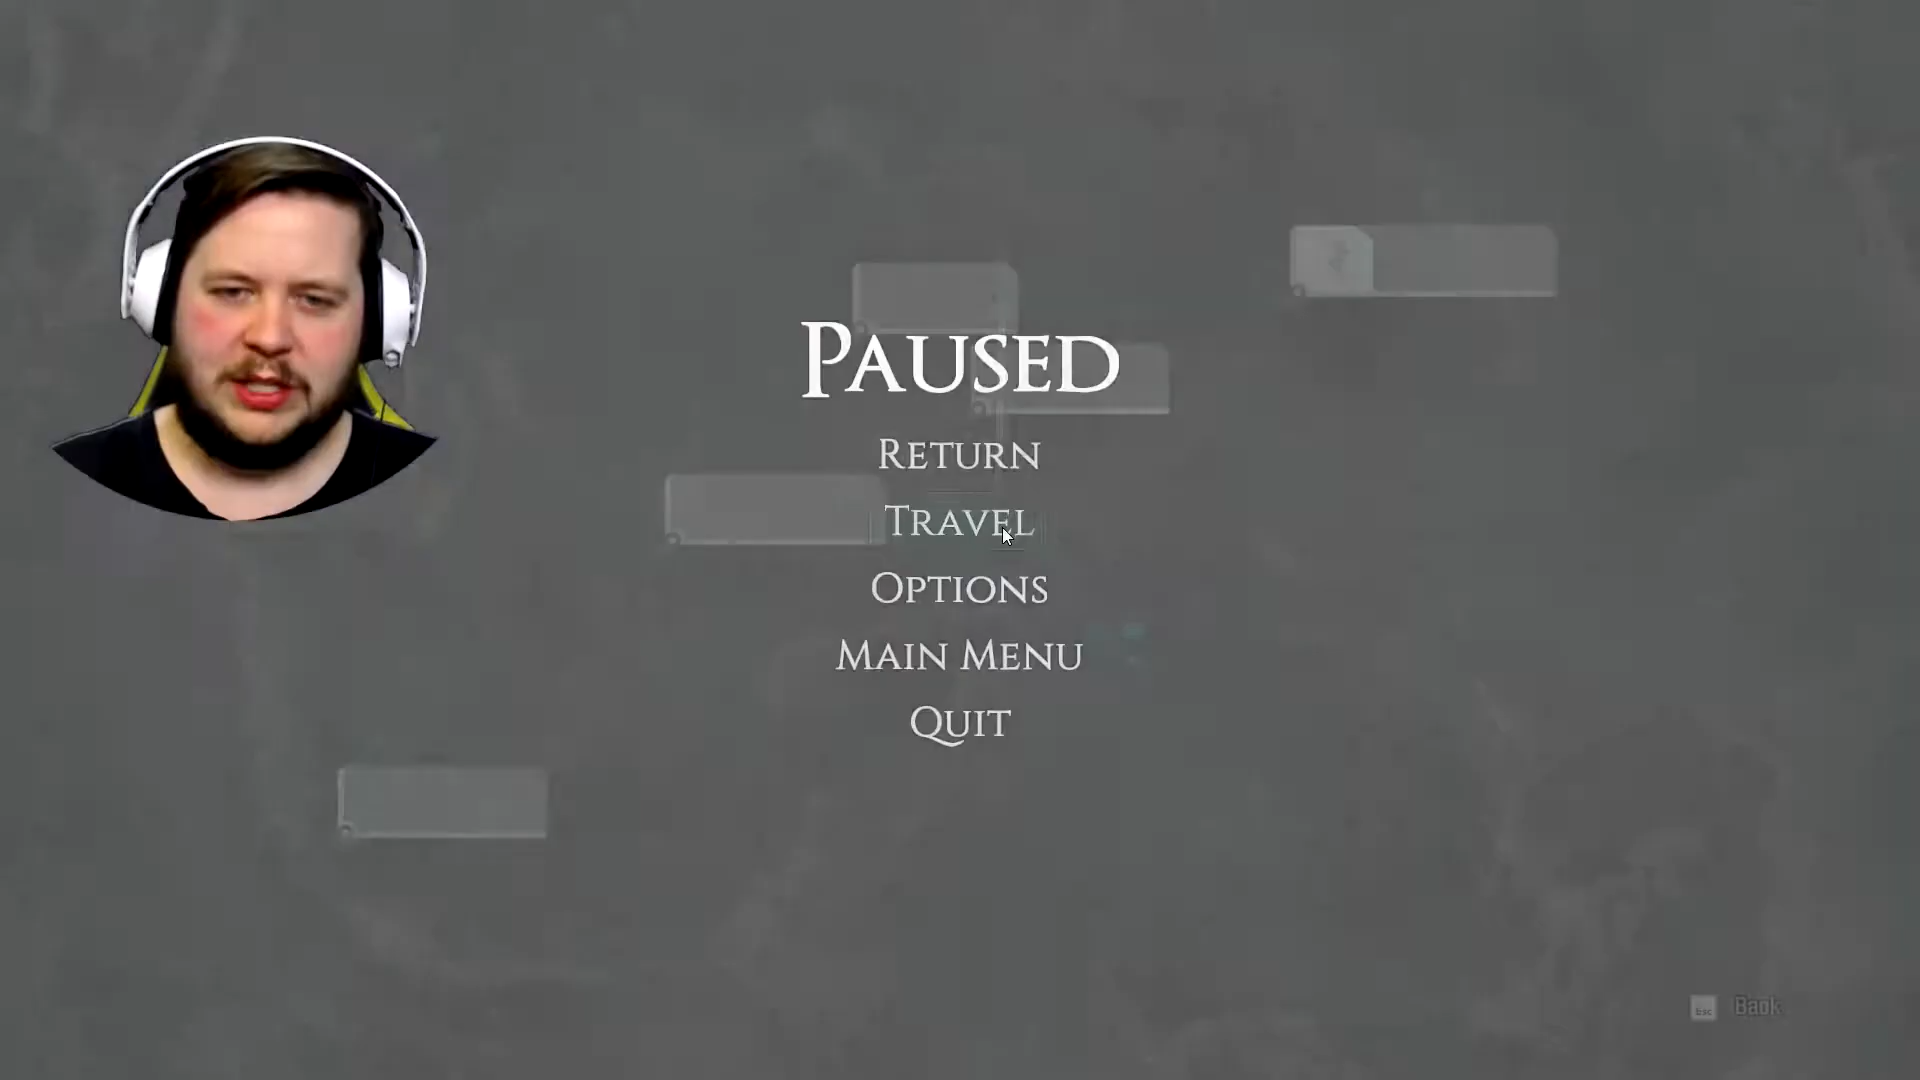 Paused
Return
Travel
Options
Main Menu
Quit
Esc Back